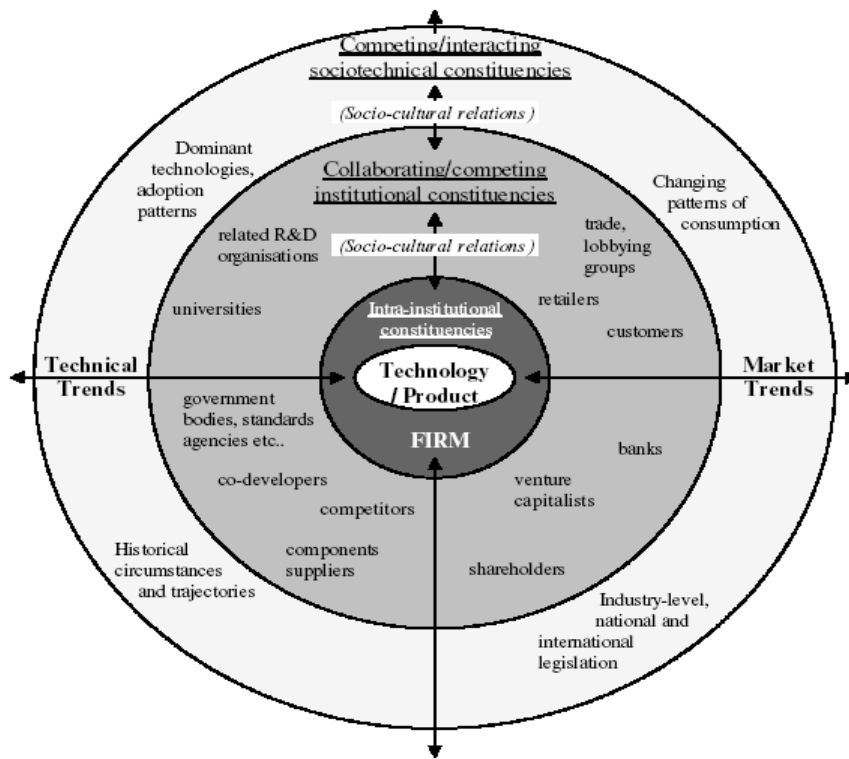 Competing/interacting
sociotechnical constituencies
(Socio-cultural relations )
Dominant
technologies,
adoption
patterns
Collaborating/competing
institutional constituencies
Changing
patterns of
consumption
related R&D
organisations
(Socio-cultural relations)
trade,
lobbying
groups
universities
Intra-institutional
constituencies
retailers
customers
Technical
Trends
Technology
/ Product
Market
Trends
government
bodies, standards
agencies etc..
FIRM
banks
co-developers
venture
capitalists
competitors
Historical
circumstances
and trajectories
components
suppliers
shareholders
Industry-level,
national and
international
legislation